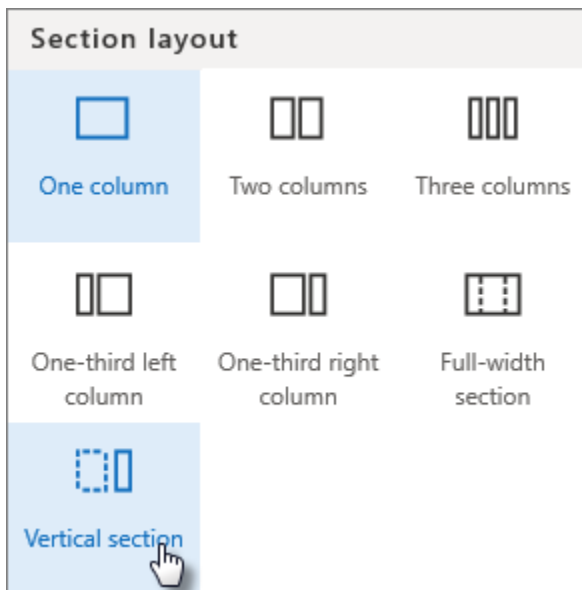 Section layout
One column
Two columns
Three columns
One-third left
column
One-third right
column
Full-width
section
Vertical section